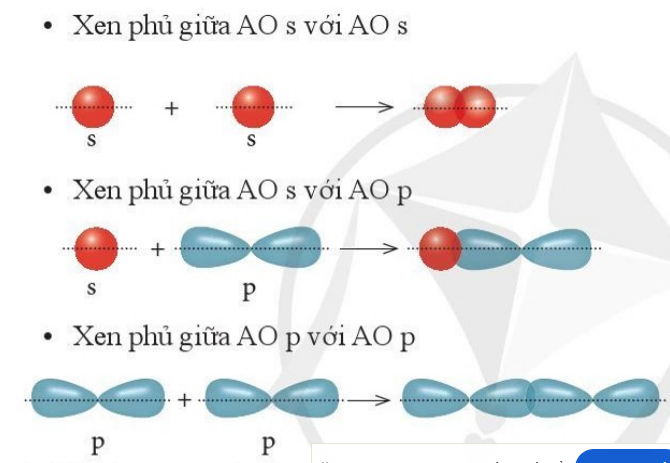 • Xen phủ giữa AO s với AO s
+
s s
• Xen phủ giữa AO s với AO p
+
s p
• Xen phủ giữa AO p với AO p
+
p p